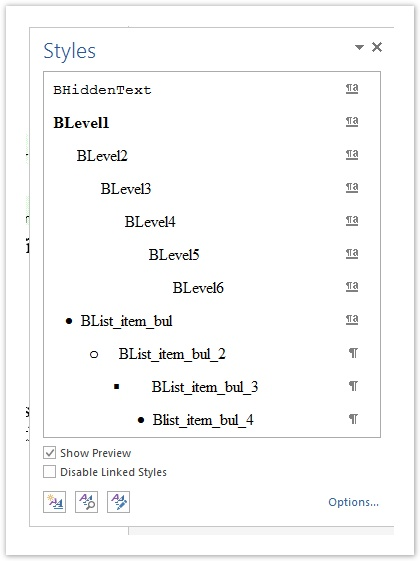 Styles
BHiddenText
BLevel1
BLevel2
BLevel3
BLevel4
BLevel5
BLevel6
• BList_item_bul
o BList_item_bul_2
▪ BList_item_bul_3
• Blist_item_bul_4
Show Preview
Disable Linked Styles
Options...